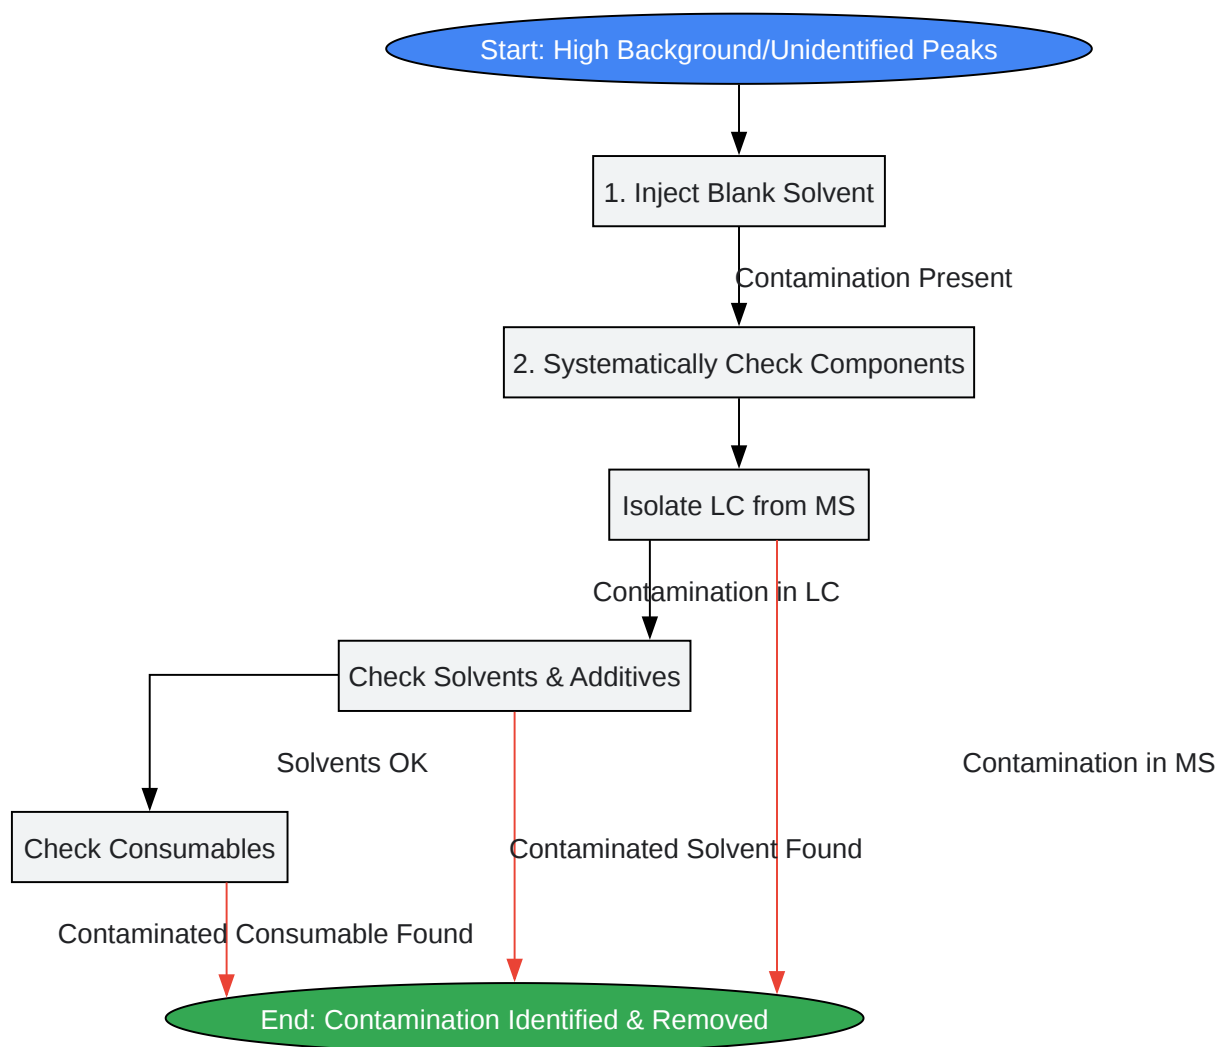 Start: High Background/Unidentified Peaks
1. Inject Blank Solvent
Contamination Present
2. Systematically Check Components
Isolate LC from MS
Contamination in LC
Check Solvents & Additives
Solvents OK
Contamination in MS
Check Consumables
Contaminated Solvent Found
Contaminated Consumable Found
End: Contamination Identified & Removed